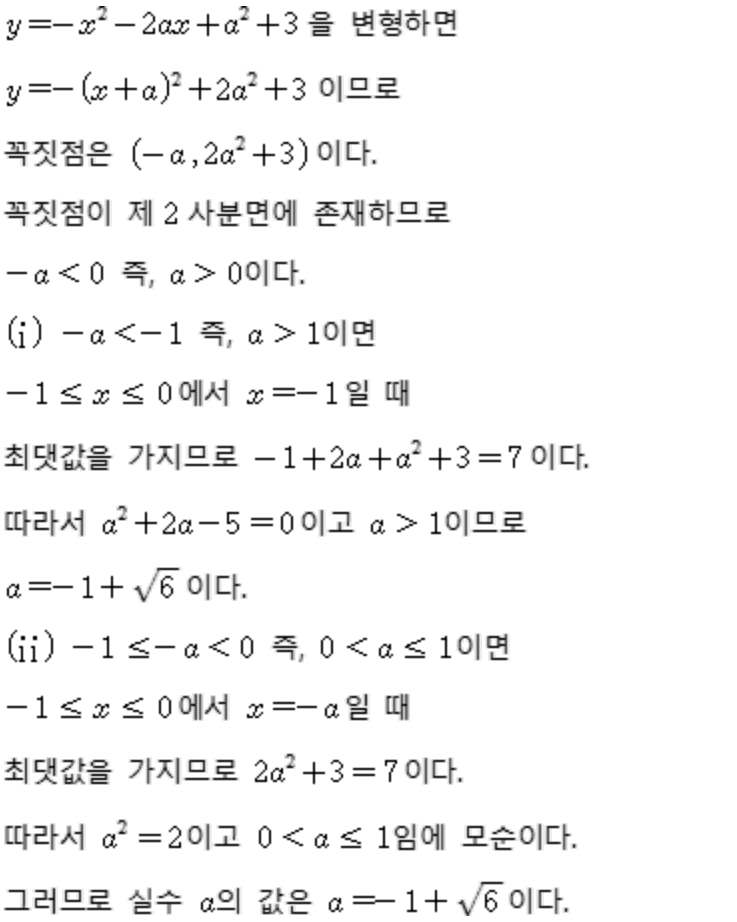 y=-x²-2ax+a²+3 을 변형하면
y=-(x+a)²+2a²+3 이므로
꼭짓점은 (-a,2a²+3)이다.
꼭짓점이 제 2 사분면에 존재하므로
-a<0 즉, a>0이다.
(i) -a<-1 즉, a>1이면
-1≤x≤0에서 x=-1일 때
최댓값을 가지므로 -1+2a+a²+3=7이다.
따라서 a²+2a-5=0이고 a>1이므로
a=-1+√6 이다.
(ii) -1≤-a<0 즉, 0<a≤1이면
-1≤x≤0에서 x=-a일 때
최댓값을 가지므로 2a²+3=7이다.
따라서 a²=2이고 0<a≤1임에 모순이다.
그러므로 실수 a의 값은 a=-1+√6 이다.